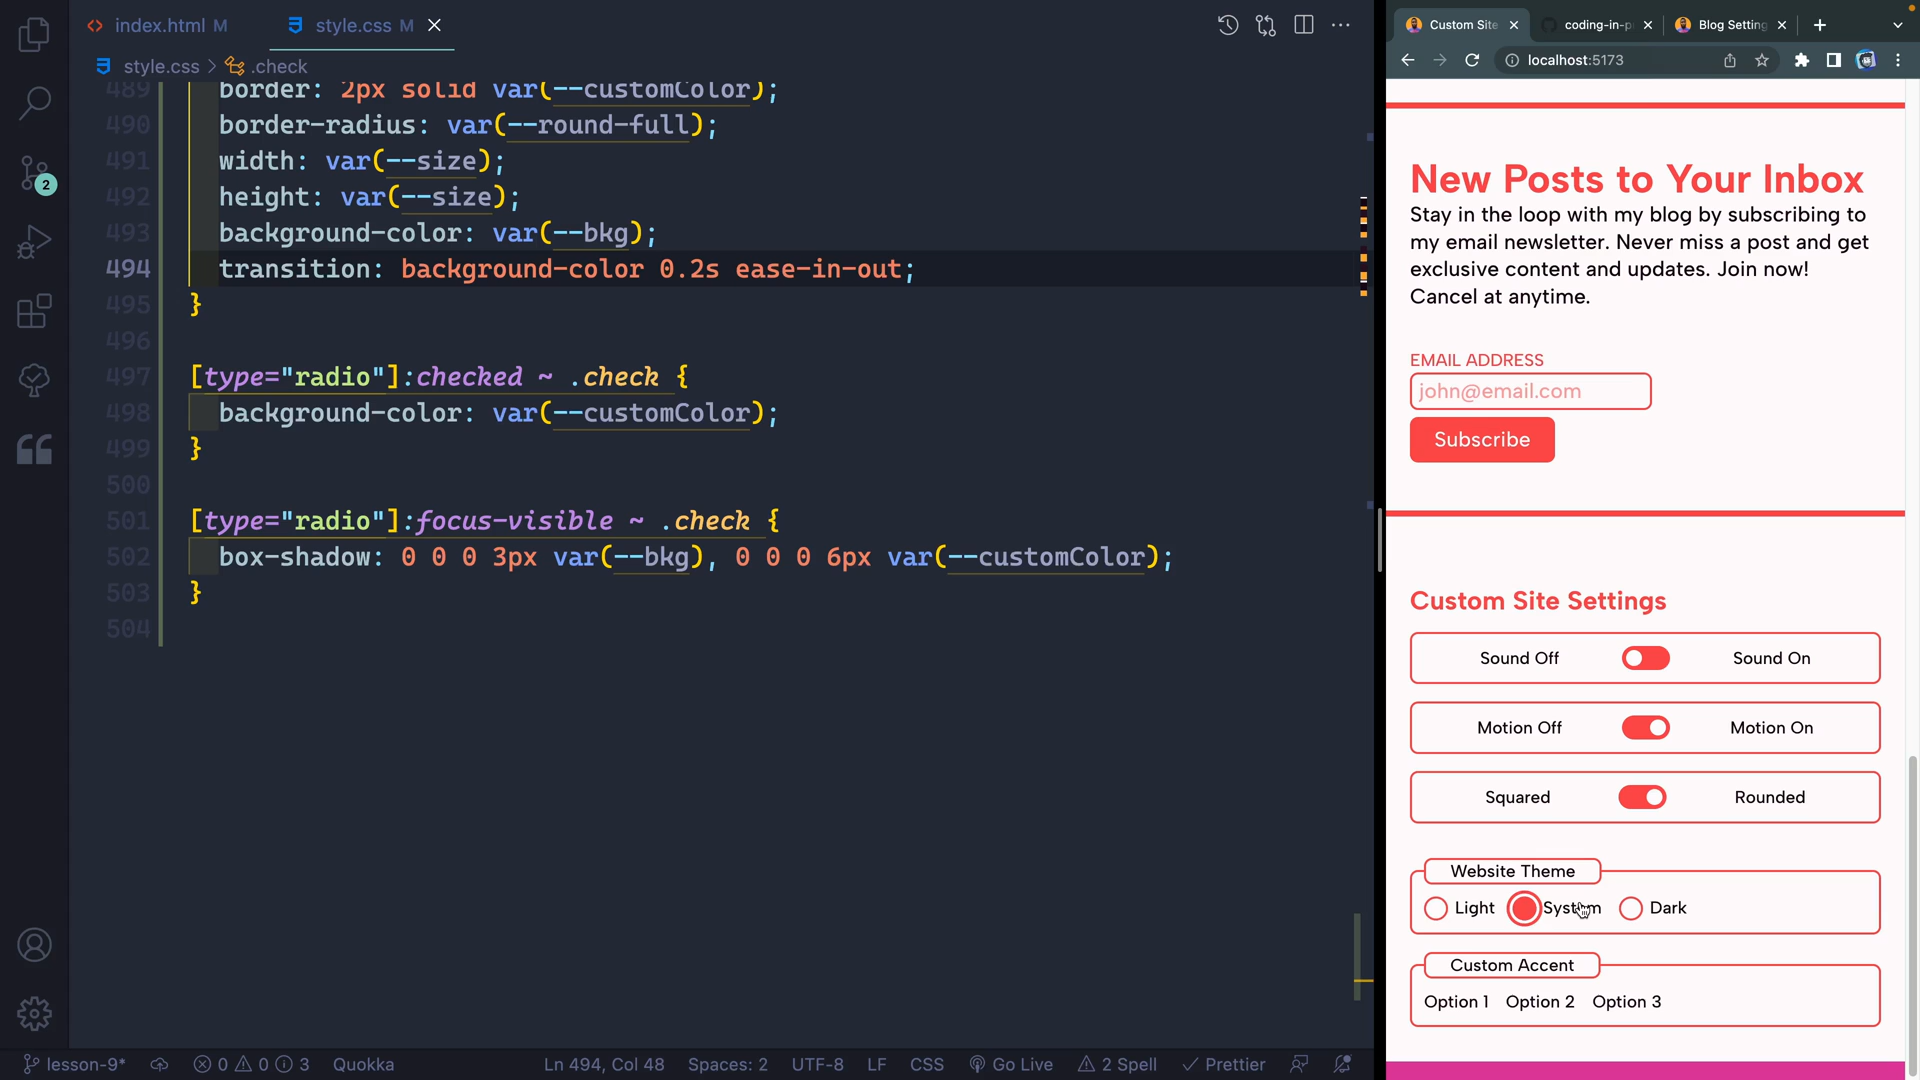 index.html M
style.css M
style.css > .check
489 border: 2px solid var(--customColor);
490 border-radius: var(--round-full);
491 width: var(--size);
492 height: var(--size);
493 background-color: var(--bkg);
494 transition: background-color 0.2s ease-in-out;
495 }
496
497 [type="radio"]:checked ~ .check {
498 background-color: var(--customColor);
499 }
500
501 [type="radio"]:focus-visible ~ .check {
502 box-shadow: 0 0 0 3px var(--bkg), 0 0 0 6px var(--customColor);
503 }
504
2
lesson-9* 0 0 3 Quokka Ln 494, Col 48 Spaces: 2 UTF-8 LF CSS Go Live 2 Spell Prettier
Custom Site coding-in-p Blog Setting
localhost:5173
New Posts to Your Inbox
Stay in the loop with my blog by subscribing to
my email newsletter. Never miss a post and get
exclusive content and updates. Join now!
Cancel at anytime.
EMAIL ADDRESS
john@email.com
Subscribe
Custom Site Settings
Sound Off Sound On
Motion Off Motion On
Squared Rounded
Website Theme
Light System Dark
Custom Accent
Option 1 Option 2 Option 3